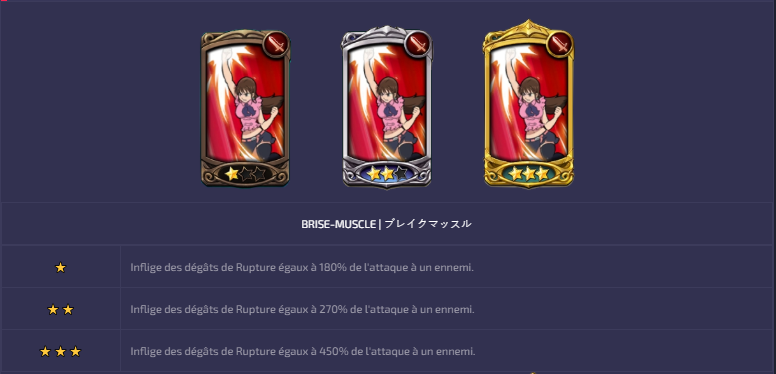 BRISE-MUSCLE | ブレイクマッスル
★ Inflige des dégâts de Rupture égaux à 180% de l'attaque à un ennemi.
★ ★ Inflige des dégâts de Rupture égaux à 270% de l'attaque à un ennemi.
★ ★ ★ Inflige des dégâts de Rupture égaux à 450% de l'attaque à un ennemi.